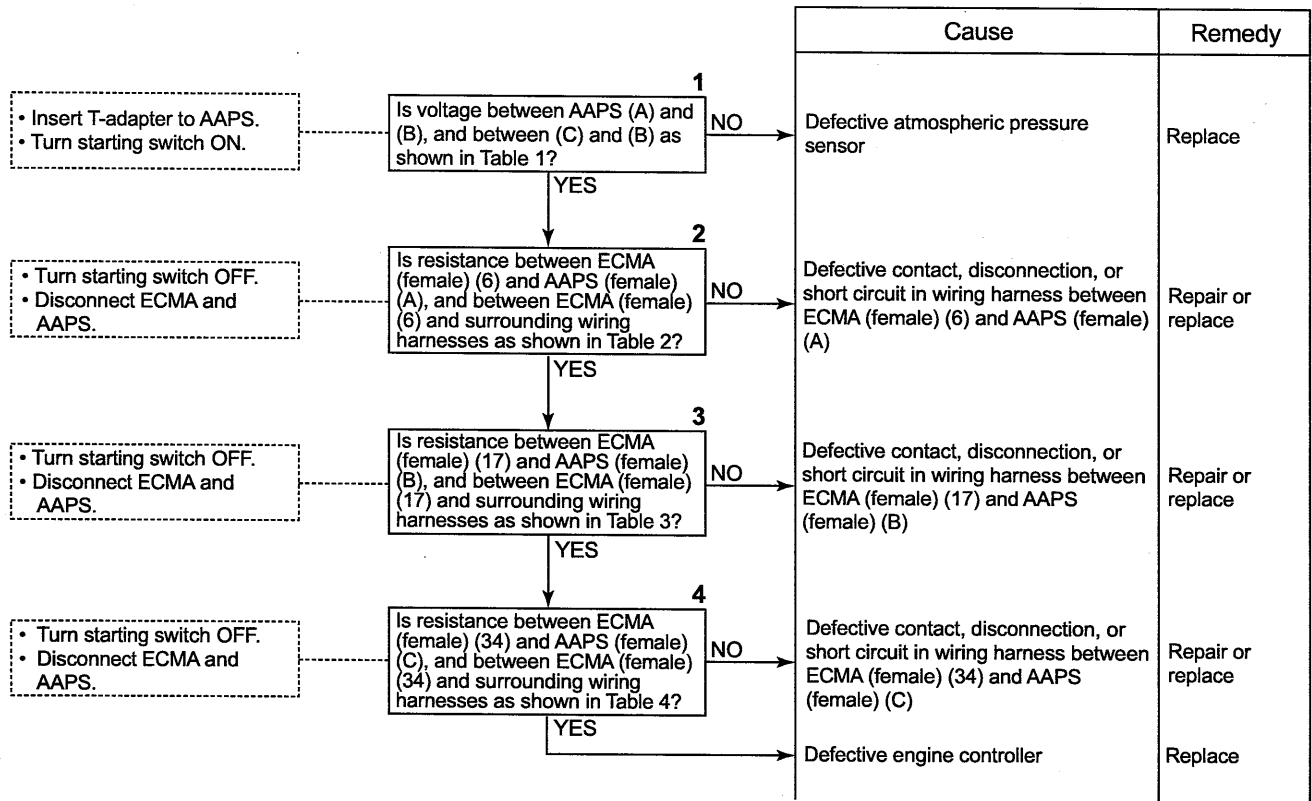 Cause
Remedy
• Insert T-adapter to AAPS.
• Turn starting switch ON.
1
Is voltage between AAPS (A) and
(B), and between (C) and (B) as
shown in Table 1?
NO
Defective atmospheric pressure
sensor
Replace
YES
• Turn starting switch OFF.
• Disconnect ECMA and
AAPS.
2
Is resistance between ECMA
(female) (6) and AAPS (female)
(A), and between ECMA (female)
(6) and surrounding wiring
harnesses as shown in Table 2?
NO
Defective contact, disconnection, or
short circuit in wiring harness between
ECMA (female) (6) and AAPS (female)
(A)
Repair or
replace
YES
• Turn starting switch OFF.
• Disconnect ECMA and
AAPS.
3
Is resistance between ECMA
(female) (17) and AAPS (female)
(B), and between ECMA (female)
(17) and surrounding wiring
harnesses as shown in Table 3?
NO
Defective contact, disconnection, or
short circuit in wiring harness between
ECMA (female) (17) and AAPS
(female) (B)
Repair or
replace
YES
• Turn starting switch OFF.
• Disconnect ECMA and
AAPS.
4
Is resistance between ECMA
(female) (34) and AAPS (female)
(C), and between ECMA (female)
(34) and surrounding wiring
harnesses as shown in Table 4?
NO
Defective contact, disconnection, or
short circuit in wiring harness between
ECMA (female) (34) and AAPS
(female) (C)
Repair or
replace
YES
Defective engine controller
Replace